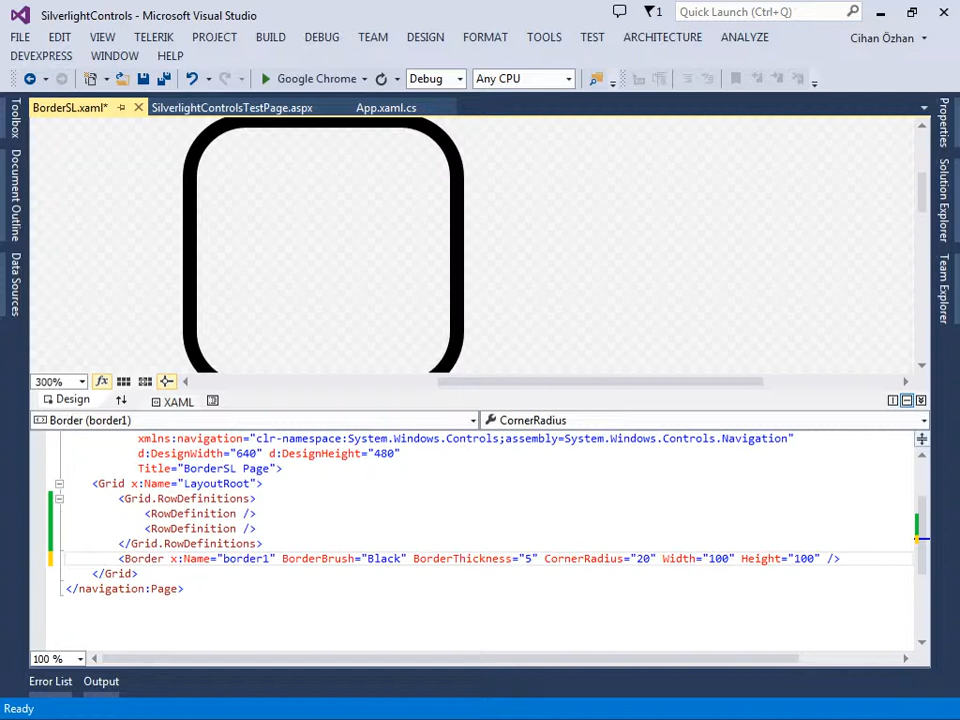 SilverlightControls - Microsoft Visual Studio
1
Quick Launch (Ctrl+Q)
FILE EDIT VIEW TELERIK PROJECT BUILD DEBUG TEAM DESIGN FORMAT TOOLS TEST ARCHITECTURE ANALYZE
Cihan Özhan
DEVEXPRESS WINDOW HELP
Google Chrome
Debug
Any CPU
BorderSL.xaml*
SilverlightControlsTestPage.aspx
App.xaml.cs
Toolbox
Document Outline
Data Sources
Properties
Solution Explorer
Team Explorer
300%
fx
Design
XAML
Border (border1)
CornerRadius
xmlns:navigation="clr-namespace:System.Windows.Controls;assembly=System.Windows.Controls.Navigation"
d:DesignWidth="640" d:DesignHeight="480"
Title="BorderSL Page">
<Grid x:Name="LayoutRoot">
<Grid.RowDefinitions>
<RowDefinition />
<RowDefinition />
</Grid.RowDefinitions>
<Border x:Name="border1" BorderBrush="Black" BorderThickness="5" CornerRadius="20" Width="100" Height="100" />
</Grid>
</navigation:Page>
100 %
Error List
Output
Ready